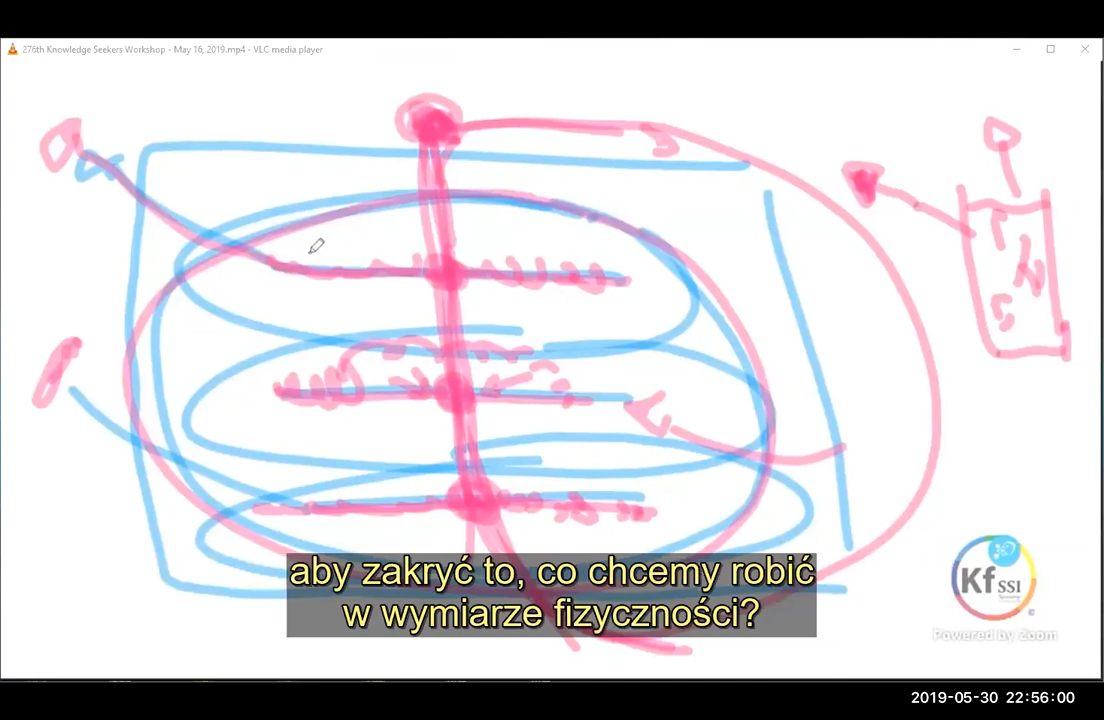 276th Knowledge Seekers Workshop - May 16, 2019.mp4 - VLC media player
aby zakryć to, co chcemy robić
w wymiarze fizyczności?
Kf SSI
Powered by Zoom
2019-05-30 22:56:00